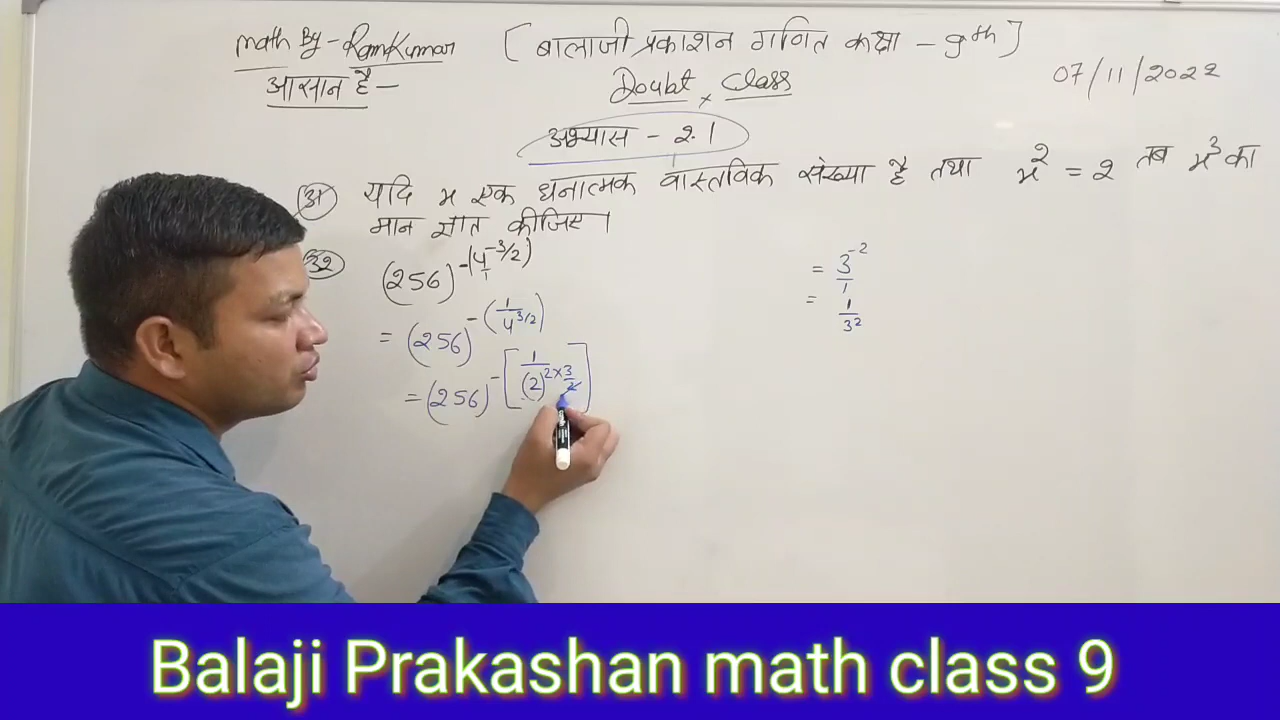 math By - RamKumar [ बालाजी प्रकाशन गणित कक्षा - 9th ]
आसान है - Doubt Class 07/11/2022
अभ्यास - 2.1
यदि x एक धनात्मक वास्तविक संख्या है तथा x² = 2 तब x³ का
मान ज्ञात कीजिए।
32 (256)^-(4^-3/2)
= (256)^-(1/4^3/2)
= (256)^-[1/(2)^2×3/2]
= 3^-2/1
= 1/3²
Balaji Prakashan math class 9